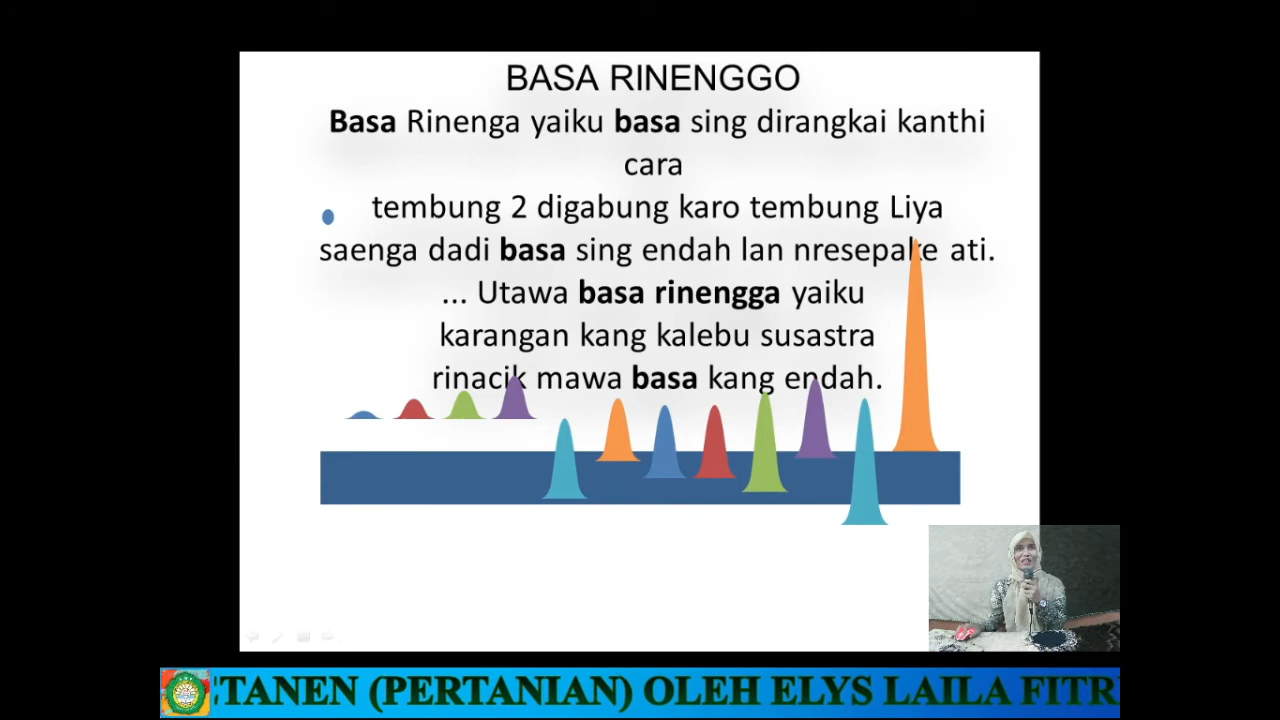 BASA RINENGGO
Basa Rinenga yaiku basa sing dirangkai kanthi
cara
tembung 2 digabung karo tembung Liya
saenga dadi basa sing endah lan nresepake ati.
... Utawa basa rinengga yaiku
karangan kang kalebu susastra
rinacik mawa basa kang endah.
TANEN (PERTANIAN) OLEH ELYS LAILA FITR